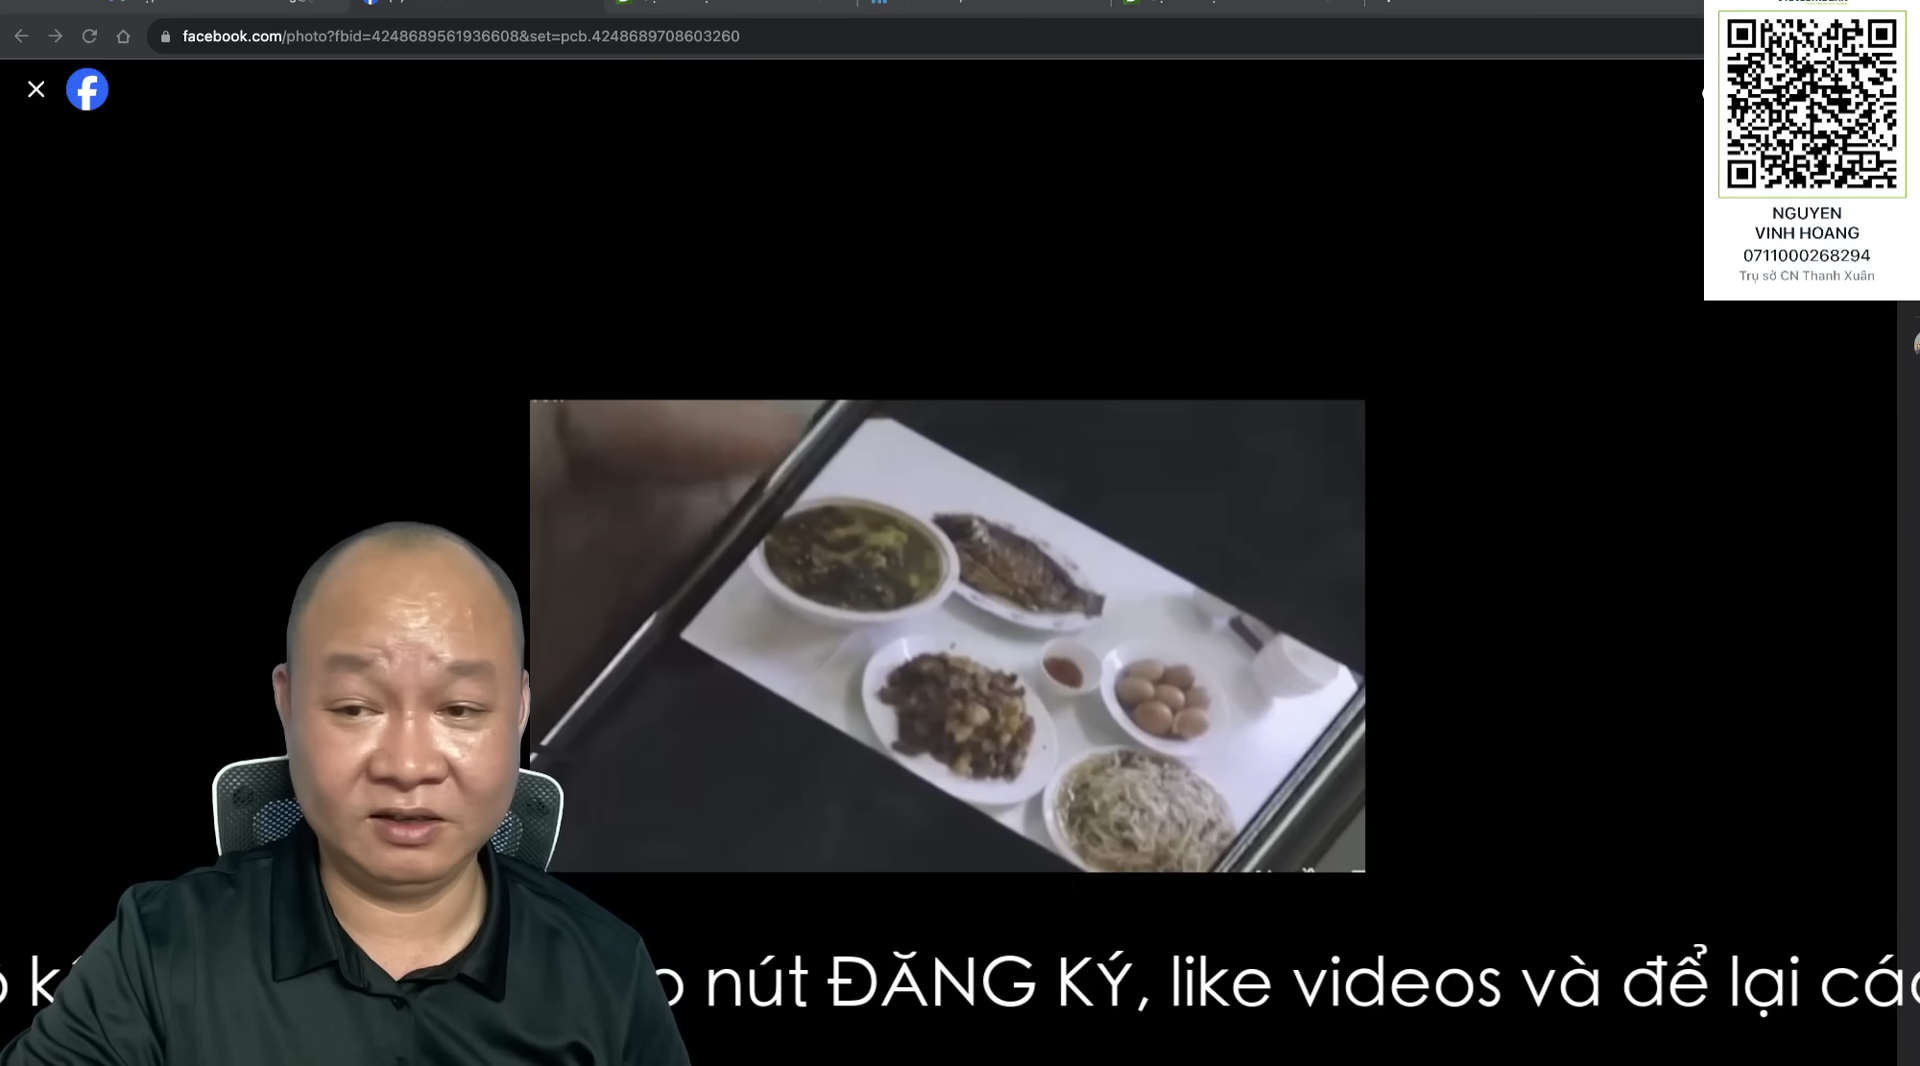 facebook.com/photo?fbid=4248689561936608&set=pcb.4248689708603260
NGUYEN
VINH HOANG
0711000268294
Trụ sở CN Thanh Xuân
nút ĐĂNG KÝ, like videos và để lại